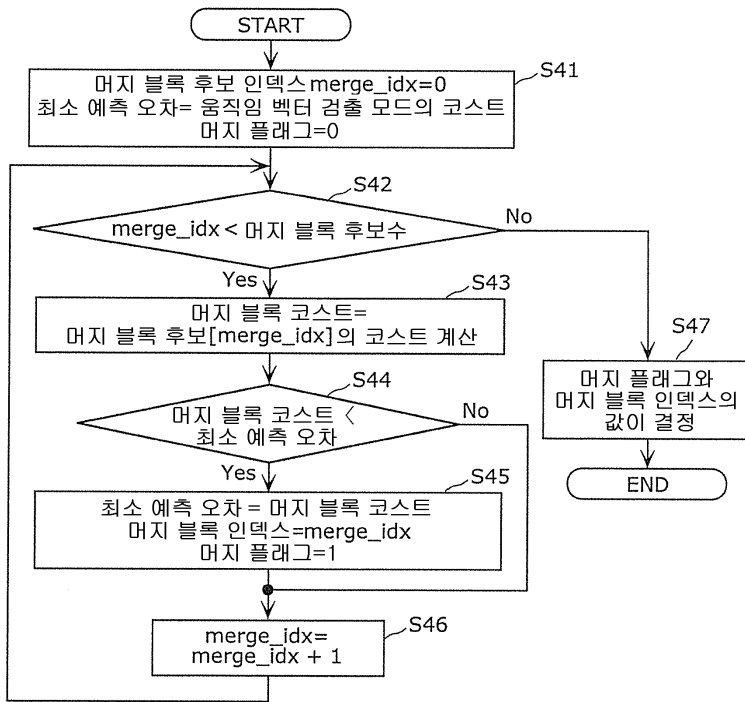 START
S41
머지 블록 후보 인덱스merge_idx=0
최소 예측 오차= 움직임 벡터 검출 모드의 코스트
머지 플래그=0
S42
merge_idx < 머지 블록 후보수
No
Yes
S43
머지 블록 코스트=
머지 블록 후보[merge_idx]의 코스트 계산
S47
머지 플래그와
머지 블록 인덱스의
값이 결정
S44
머지 블록 코스트 <
최소 예측 오차
No
Yes
END
S45
최소 예측 오차 = 머지 블록 코스트
머지 블록 인덱스=merge_idx
머지 플래그=1
S46
merge_idx=
merge_idx + 1